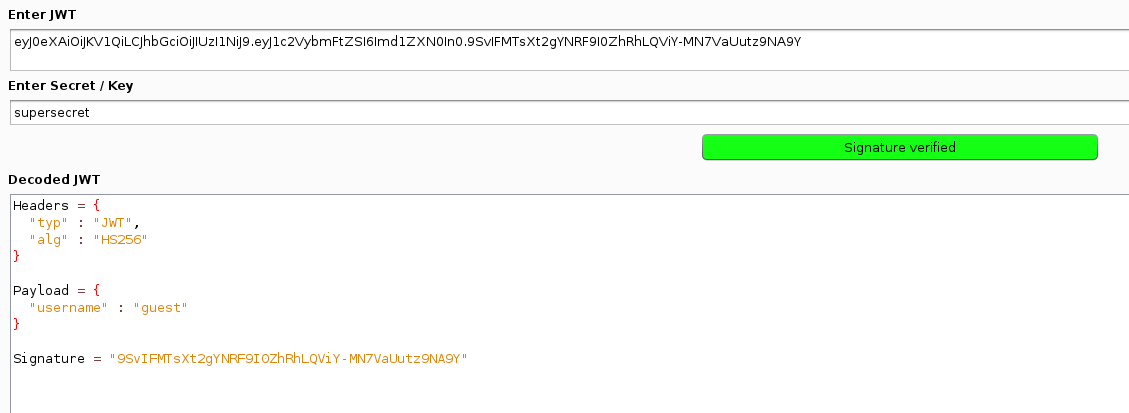 Enter JWT
eyJ0eXAiOiJKV1QiLCJhbGciOiJIUzI1NiJ9.eyJ1c2VybmFtZSI6Imd1ZXN0In0.9SvIFMTsXt2gYNRF9I0ZhRhLQViY-MN7VaUutz9NA9Y
Enter Secret / Key
supersecret
Signature verified
Decoded JWT
Headers = {
"typ" : "JWT",
"alg" : "HS256"
}
Payload = {
"username" : "guest"
}
Signature = "9SvIFMTsXt2gYNRF9I0ZhRhLQViY-MN7VaUutz9NA9Y"